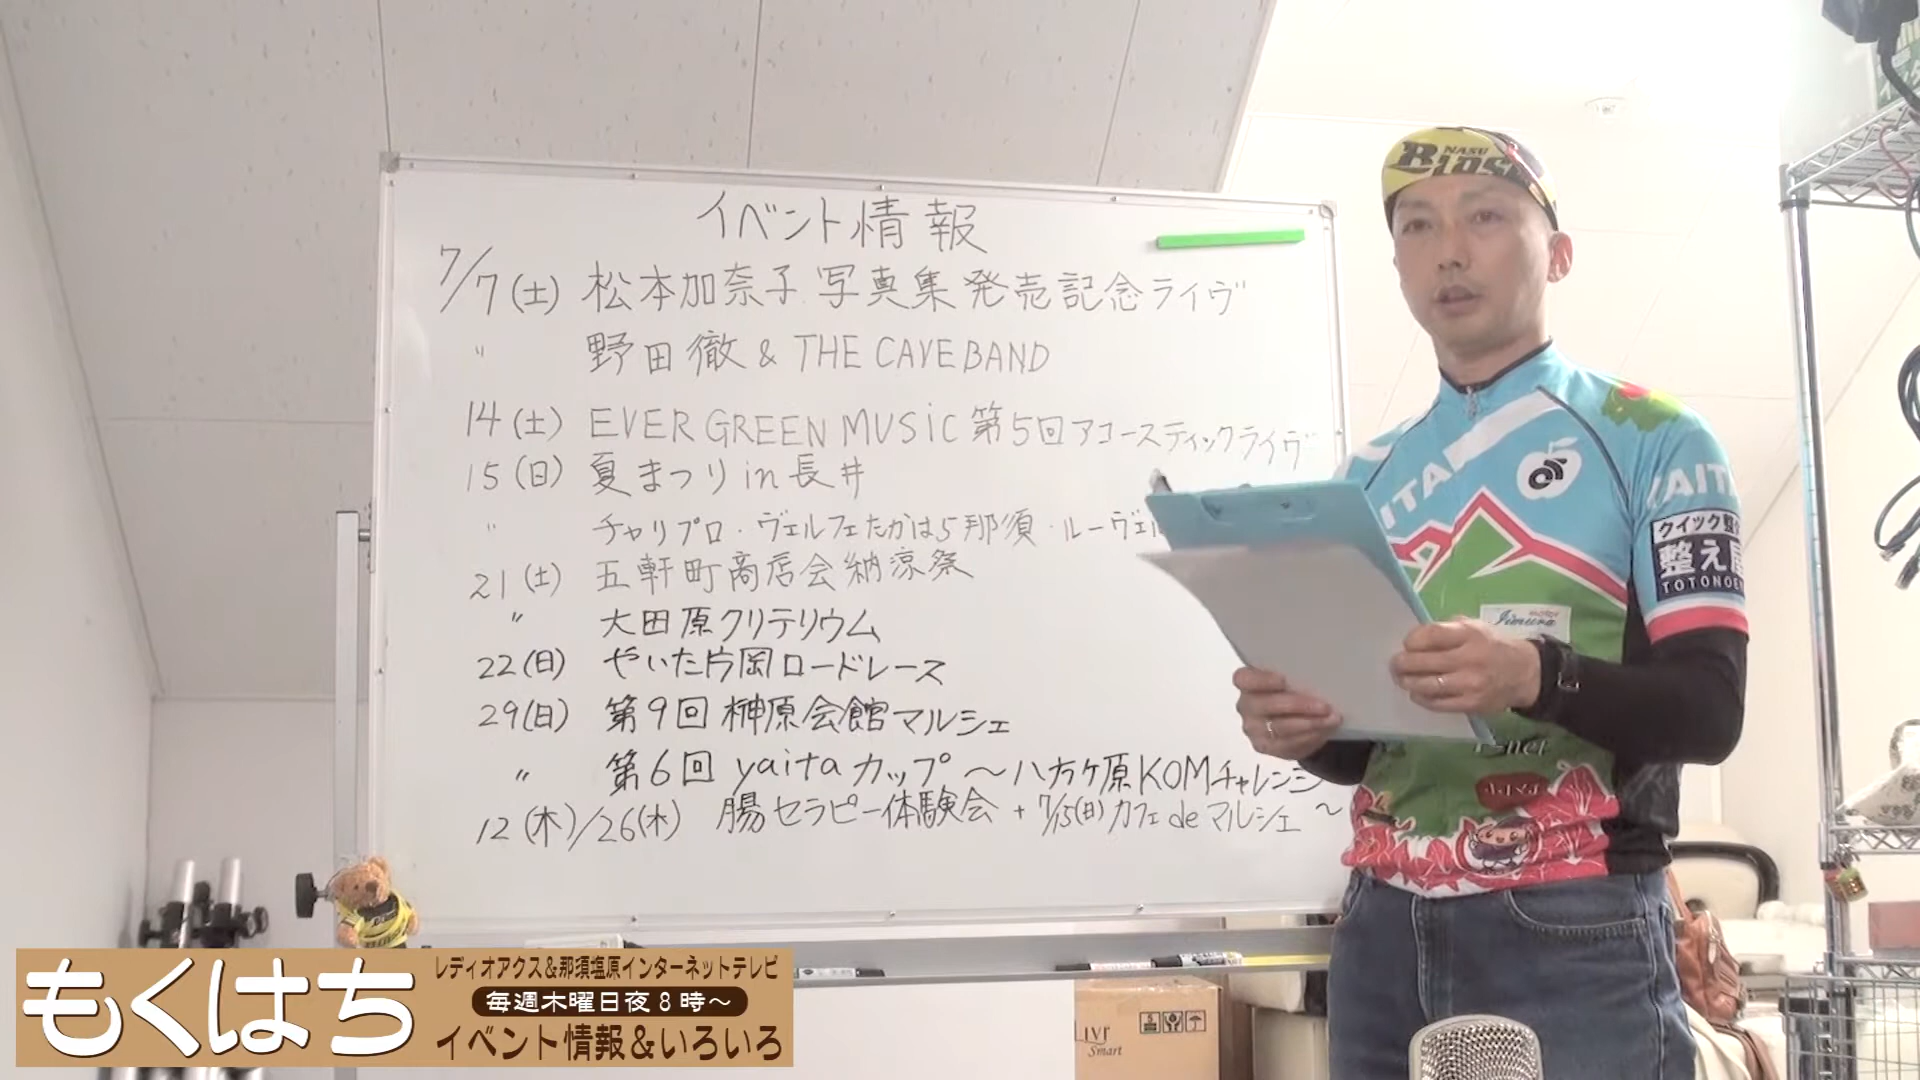 イベント情報
7/7(土) 松本加奈子 写真集発売記念ライヴ
〃 野田徹 & THE CAVE BAND
14(土) EVER GREEN MUSiC 第5回アコースティックライヴ
15(日) 夏まつり in 長井
〃 チャリプロ・ヴェルフェたかはら那須・ルーヴェ
21(土) 五軒町商店会納涼祭
〃 大田原クリテリウム
22(日) やいた片岡ロードレース
29(日) 第9回 榊原会館マルシェ
〃 第6回 yaitaカップ 〜八方ケ原KOMチャレンジ
12(木)/26(木) 腸セラピー体験会 + 7/15(日)カフェdeマルシェ 〜
NASU
Blasé
YAITA
クイック整体
整え屋
TOTONOE
Iimura
LIVI
Smart
もくはち
レディオアクス&那須塩原インターネットテレビ
毎週木曜日夜8時〜
イベント情報&いろいろ